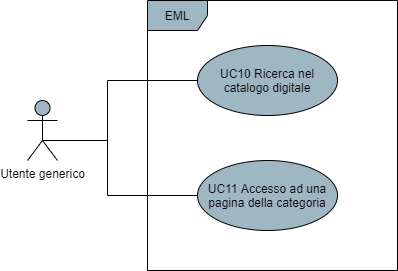 EML
UC10 Ricerca nel
catalogo digitale
Utente generico
UC11 Accesso ad una
pagina della categoria